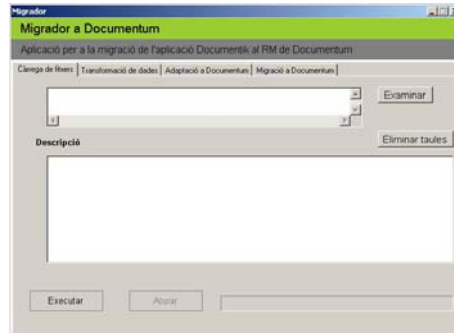 Migrador
Migrador a Documentum
Aplicació per a la migració de l'aplicació Documentik al RM de Documentum
Càrrega de fitxers Transformació de dades Adaptació a Documentum Migració a Documentum
Examinar
Eliminar taules
Descripció
Executar Aturar